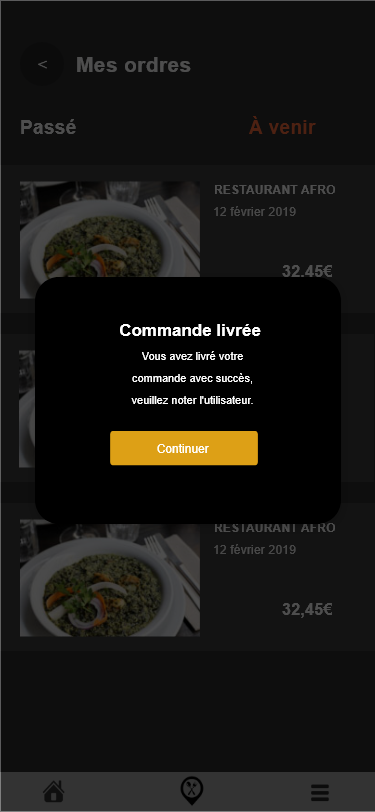 <
Mes ordres
Passé
À venir
RESTAURANT AFRO
12 février 2019
32,45€
Commande livrée
Vous avez livré votre
commande avec succès,
veuillez noter l'utilisateur.
Continuer
RESTAURANT AFRO
12 février 2019
32,45€